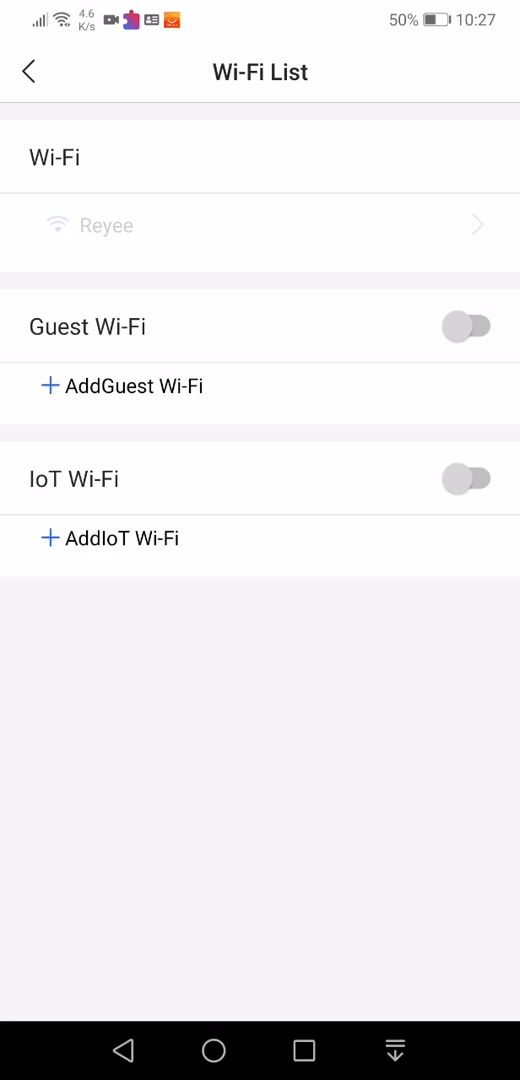 4.6
K/s
50% 10:27
Wi-Fi List
Wi-Fi
Reyee
Guest Wi-Fi
AddGuest Wi-Fi
IoT Wi-Fi
AddIoT Wi-Fi